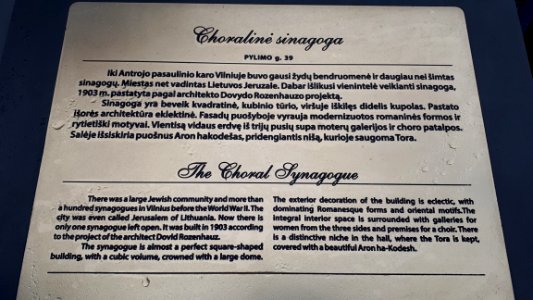 Choralinė sinagoga
PYLIMO g. 39
Iki Antrojo pasaulinio karo Vilniuje buvo gausi žydų bendruomenė ir daugiau nei šimtas
sinagogų. Miestas net vadintas Lietuvos Jeruzale. Dabar išlikusi vienintelė veikianti sinagoga,
1903 m. pastatyta pagal architekto Dovydo Rozenhauzo projektą.
Sinagoga yra beveik kvadratinė, kubinio tūrio, viršuje iškilęs didelis kupolas. Pastato
išorės architektūra eklektinė. Fasadų puošyboje vyrauja modernizuotos romaninės formos ir
rytietiški motyvai. Vientisą vidaus erdvę iš trijų pusių supa moterų galerijos ir choro patalpos.
Salėje išsiskiria puošnus Aron hakodešas, pridengiantis nišą, kurioje saugoma Tora.
The Choral Synagogue
There was a large Jewish community and more than
a hundred synagogues in Vilnius before the World War II. The
city was even called Jerusalem of Lithuania. Now there is
only one synagogue left open. It was built in 1903 according
to the project of the architect Dovid Rozenhauz.
The synagogue is almost a perfect square-shaped
building, with a cubic volume, crowned with a large dome.
The exterior decoration of the building is eclectic, with
dominating Romanesque forms and oriental motifs.The
integral interior space is surrounded with galleries for
women from the three sides and premises for a choir. There
is a distinctive niche in the hall, where the Tora is kept,
covered with a beautiful Aron ha-Kodesh.